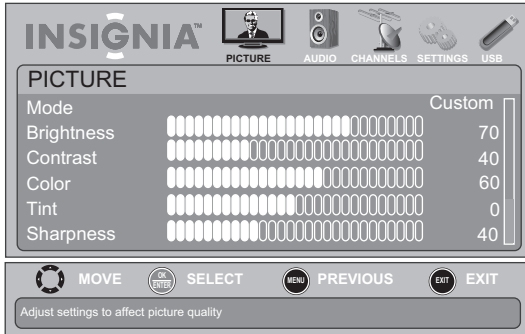 INSIGNIA™
PICTURE AUDIO CHANNELS SETTINGS USB
PICTURE
Mode Custom
Brightness 70
Contrast 40
Color 60
Tint 0
Sharpness 40
MOVE OK ENTER SELECT MENU PREVIOUS EXIT EXIT
Adjust settings to affect picture quality